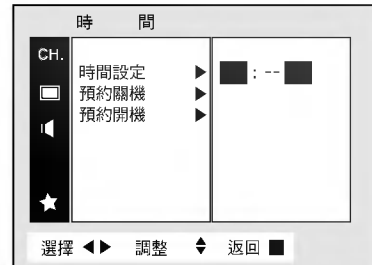 時 間
CH.
時間設定 ▶ ■ : -- ■
預約關機 ▶
預約開機 ▶
選擇 ◀▶ 調整 ♦ 返回 ■